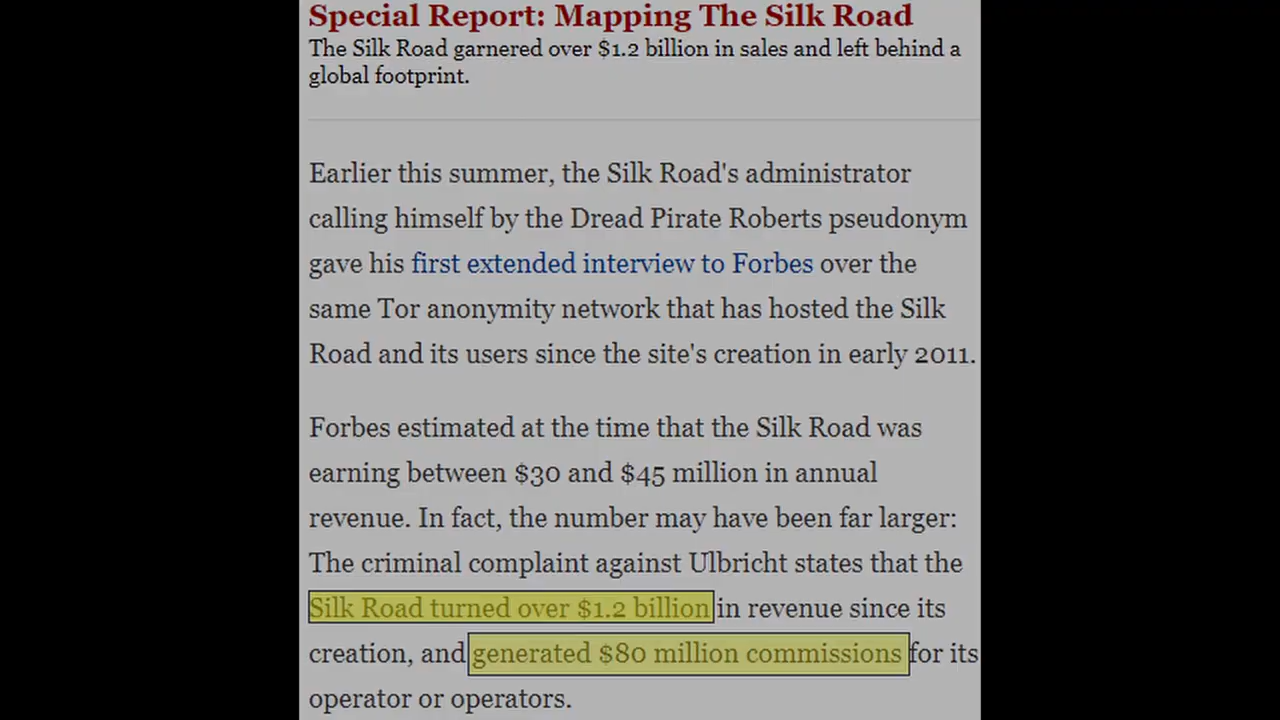 Special Report: Mapping The Silk Road
The Silk Road garnered over $1.2 billion in sales and left behind a
global footprint.
Earlier this summer, the Silk Road's administrator
calling himself by the Dread Pirate Roberts pseudonym
gave his first extended interview to Forbes over the
same Tor anonymity network that has hosted the Silk
Road and its users since the site's creation in early 2011.
Forbes estimated at the time that the Silk Road was
earning between $30 and $45 million in annual
revenue. In fact, the number may have been far larger:
The criminal complaint against Ulbricht states that the
Silk Road turned over $1.2 billion in revenue since its
creation, and generated $80 million commissions for its
operator or operators.